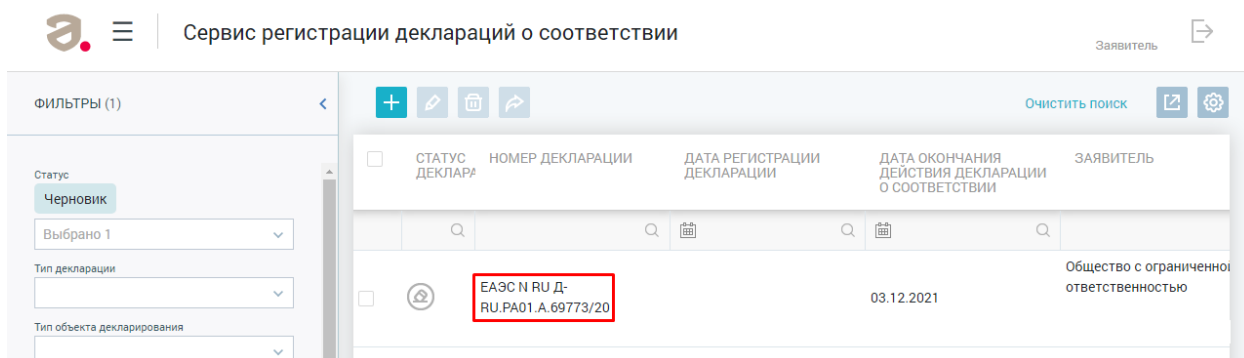 Сервис регистрации деклараций о соответствии
Заявитель
ФИЛЬТРЫ (1)
Очистить поиск
Статус
Черновик
Выбрано 1
Тип декларации
Тип объекта декларирования
СТАТУС
ДЕКЛАРА
НОМЕР ДЕКЛАРАЦИИ
ДАТА РЕГИСТРАЦИИ
ДЕКЛАРАЦИИ
ДАТА ОКОНЧАНИЯ
ДЕЙСТВИЯ ДЕКЛАРАЦИИ
О СООТВЕТСТВИИ
ЗАЯВИТЕЛЬ
ЕАЭС N RU Д-
RU.РА01.А.69773/20
03.12.2021
Общество с ограниченной
ответственностью